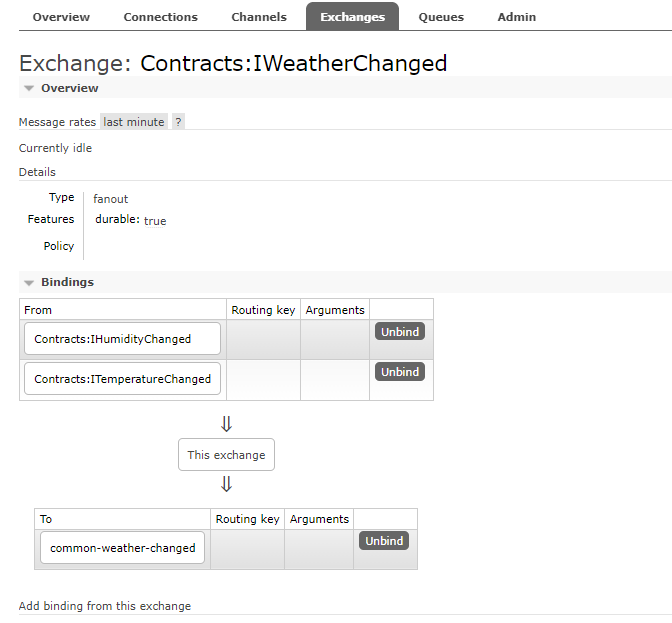 Overview Connections Channels Exchanges Queues Admin
Exchange: Contracts:IWeatherChanged
Overview
Message rates last minute ?
Currently idle
Details
Type fanout
Features durable: true
Policy
Bindings
From Routing key Arguments
Contracts:IHumidityChanged Unbind
Contracts:ITemperatureChanged Unbind
⇓
This exchange
⇓
To Routing key Arguments
common-weather-changed Unbind
Add binding from this exchange